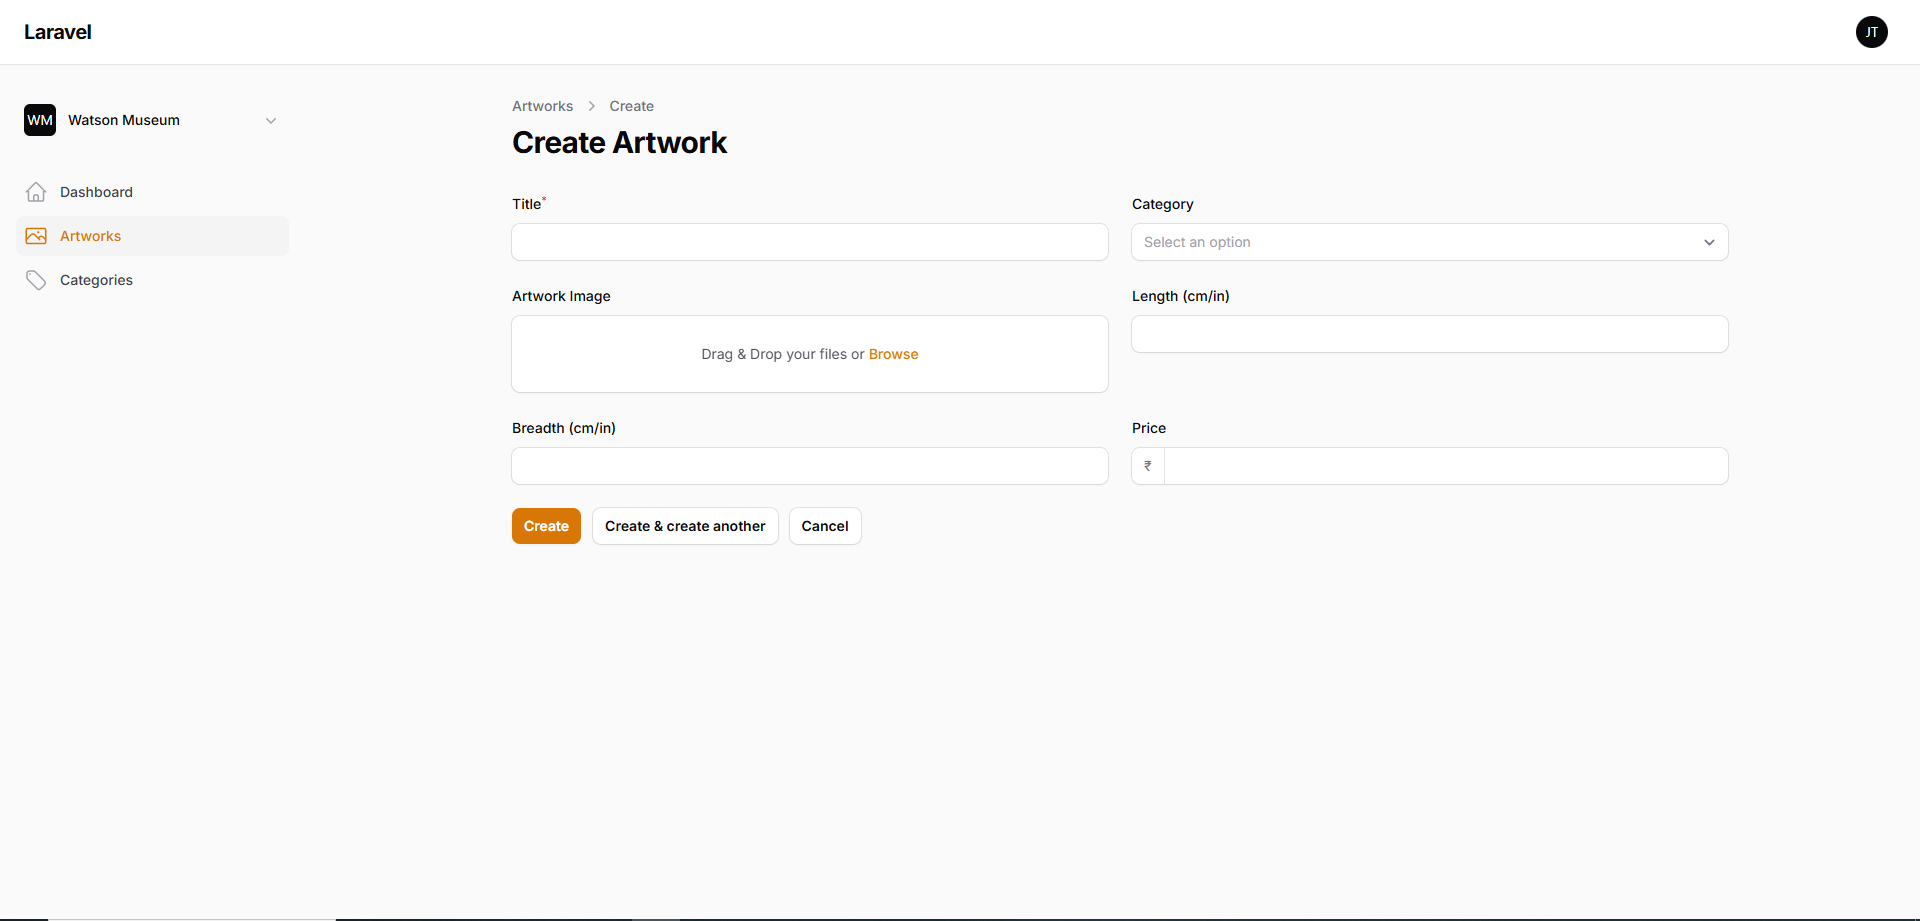 Laravel
JT
WM
Watson Museum
Dashboard
Artworks
Categories
Artworks > Create
Create Artwork
Title*
Category
Select an option
Artwork Image
Drag & Drop your files or Browse
Length (cm/in)
Breadth (cm/in)
Price
₹
Create
Create & create another
Cancel